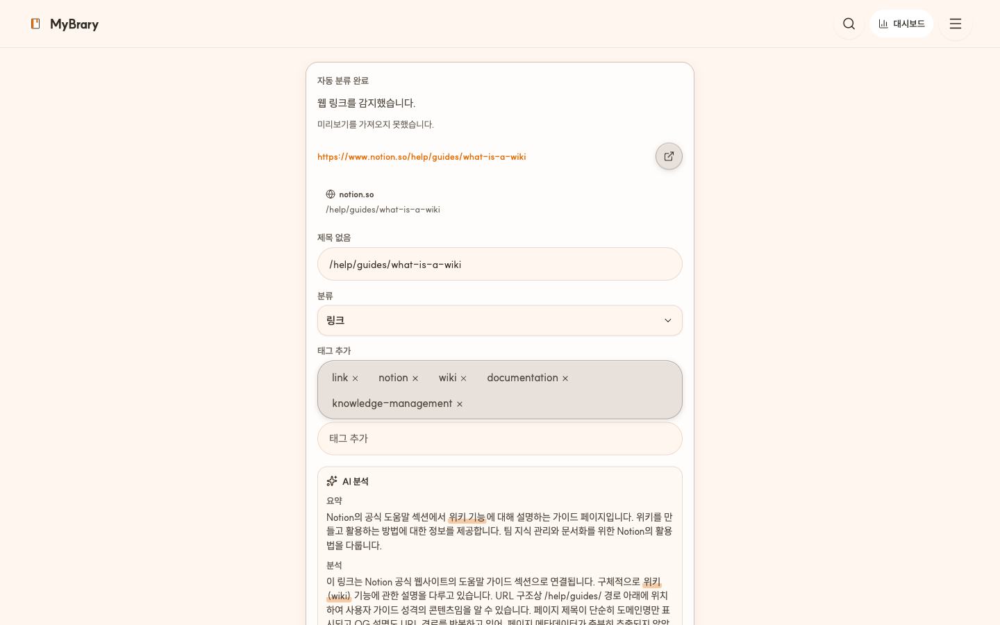 MyBrary
대시보드
자동 분류 완료
웹 링크를 감지했습니다.
미리보기를 가져오지 못했습니다.
https://www.notion.so/help/guides/what-is-a-wiki
notion.so
/help/guides/what-is-a-wiki
제목 없음
/help/guides/what-is-a-wiki
분류
링크
태그 추가
link × notion × wiki × documentation ×
knowledge-management ×
태그 추가
AI 분석
요약
Notion의 공식 도움말 섹션에서 위키 기능에 대해 설명하는 가이드 페이지입니다. 위키를 만
들고 활용하는 방법에 대한 정보를 제공합니다. 팀 지식 관리와 문서화를 위한 Notion의 활용
법을 다룹니다.
분석
이 링크는 Notion 공식 웹사이트의 도움말 가이드 섹션으로 연결됩니다. 구체적으로 위키
(wiki) 기능에 관한 설명을 다루고 있습니다. URL 구조상 /help/guides/ 경로 아래에 위치
하여 사용자 가이드 성격의 콘텐츠임을 알 수 있습니다. 페이지 제목이 단순히 도메인명만 표
시되고 OG 설명도 URL 경로를 반복하고 있어, 페이지 메타데이터가 충분히 추출되지 않았